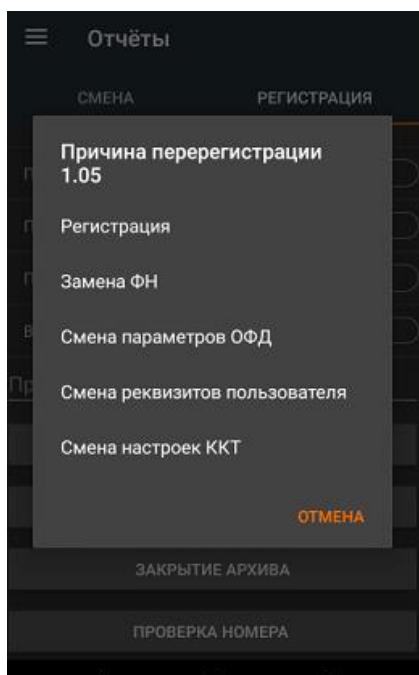 Отчёты
СМЕНА РЕГИСТРАЦИЯ
Причина перерегистрации
1.05
Регистрация
Замена ФН
Смена параметров ОФД
Смена реквизитов пользователя
Смена настроек ККТ
ОТМЕНА
ЗАКРЫТИЕ АРХИВА
ПРОВЕРКА НОМЕРА